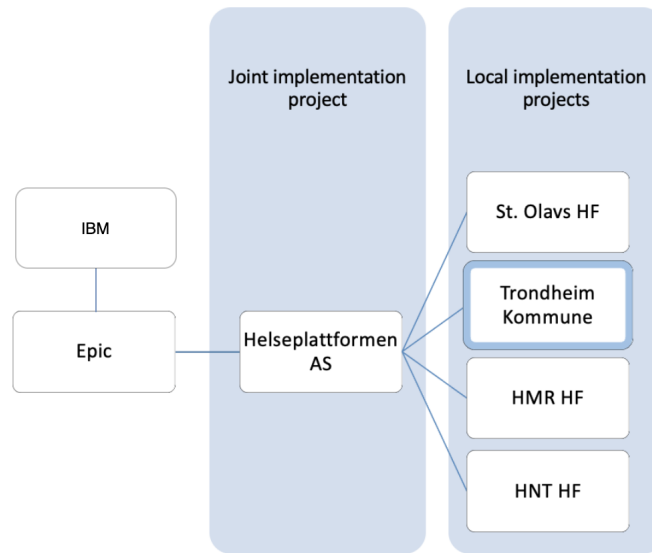 Joint implementation
project
Local implementation
projects
IBM
Epic
Helseplattformen
AS
St. Olavs HF
Trondheim
Kommune
HMR HF
HNT HF